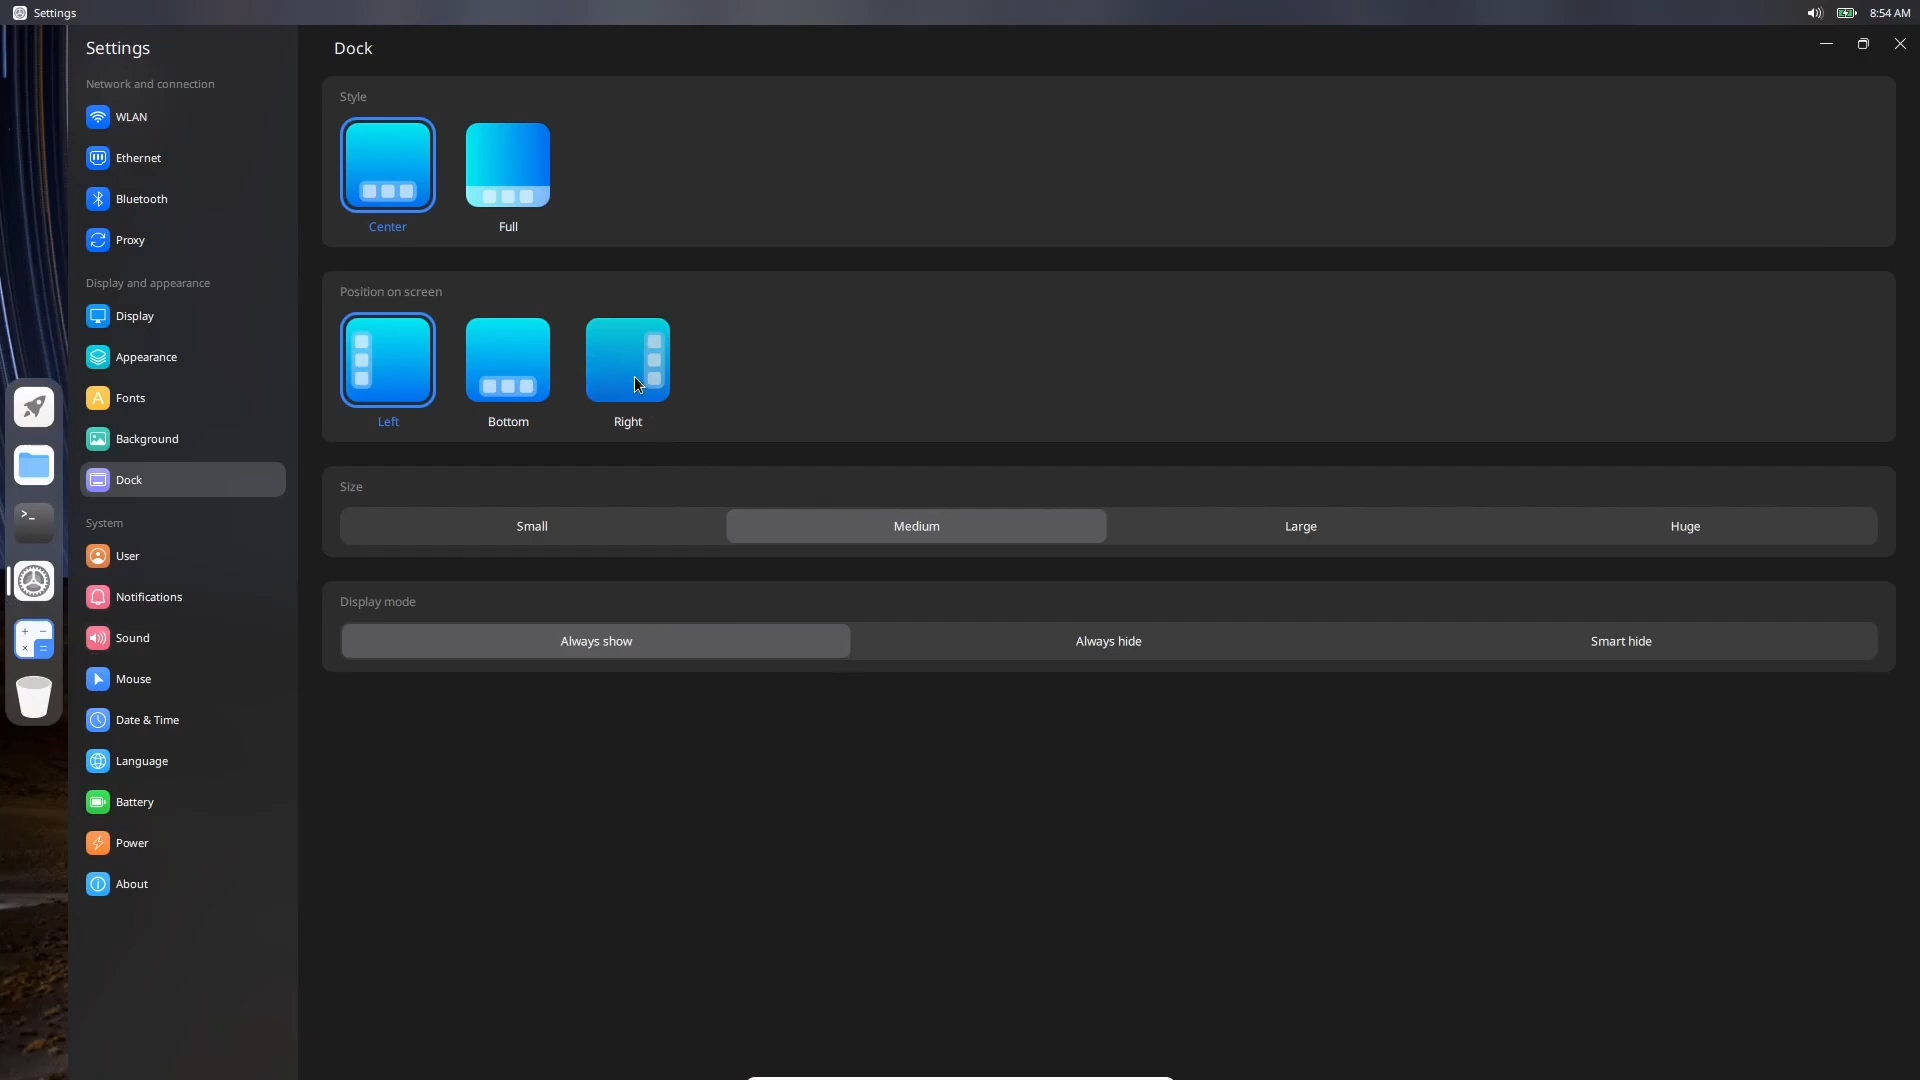 Settings
8:54 AM
Settings
Network and connection
WLAN
Ethernet
Bluetooth
Proxy
Display and appearance
Display
Appearance
Fonts
Background
Dock
System
User
Notifications
Sound
Mouse
Date & Time
Language
Battery
Power
About
Dock
Style
Center
Full
Position on screen
Left
Bottom
Right
Size
Small
Medium
Large
Huge
Display mode
Always show
Always hide
Smart hide